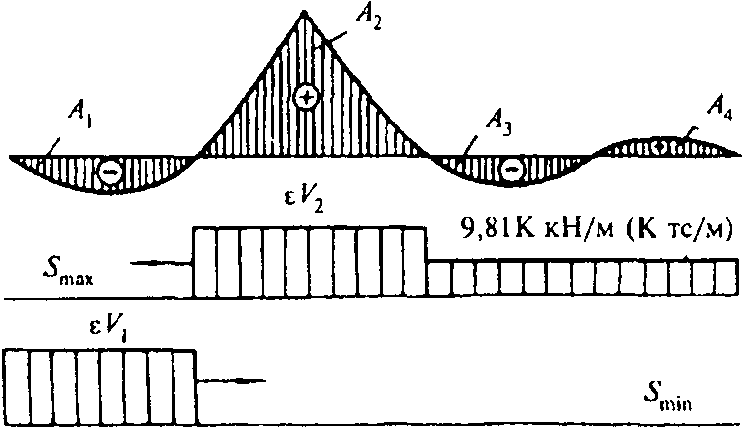 A₂
A₁
A₃
A₄
+
−
−
+
εV₂
9,81K кН/м (K тс/м)
Sₘₐₓ
εV₁
Sₘᵢₙ